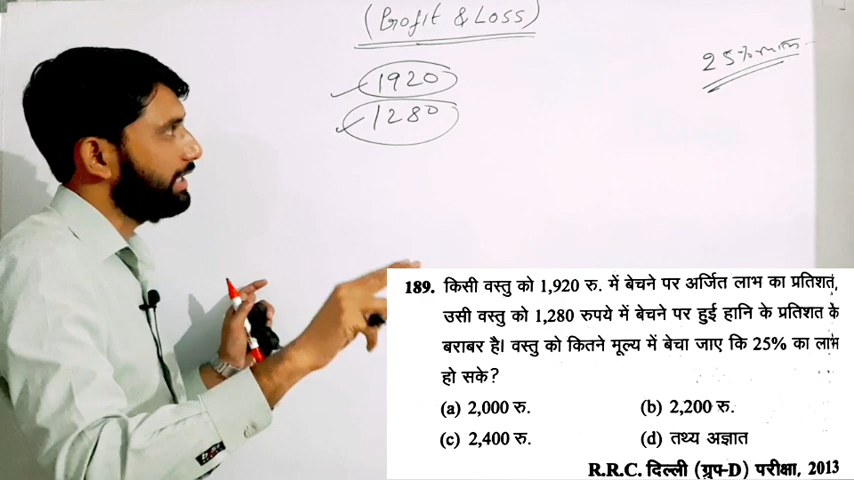 (Profit & Loss)
1920
1280
25%
189. किसी वस्तु को 1,920 रु. में बेचने पर अर्जित लाभ का प्रतिशत,
उसी वस्तु को 1,280 रुपये में बेचने पर हुई हानि के प्रतिशत के
बराबर है। वस्तु को कितने मूल्य में बेचा जाए कि 25% का लाभ
हो सके?
(a) 2,000 रु. (b) 2,200 रु.
(c) 2,400 रु. (d) तथ्य अज्ञात
R.R.C. दिल्ली (ग्रुप-D) परीक्षा, 2013